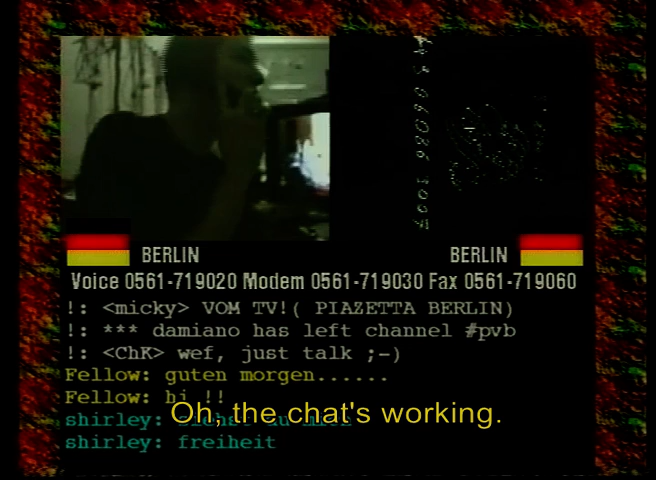 BERLIN
BERLIN
Voice 0561-719020 Modem 0561-719030 Fax 0561-719060
!: <micky> VOM TV!( PIAZETTA BERLIN)
!: *** damiano has left channel #pvb
!: <ChK> wef, just talk ;-)
Fellow: guten morgen......
Fellow: hi !!
shirley:
Oh, the chat's working.
shirley: freiheit